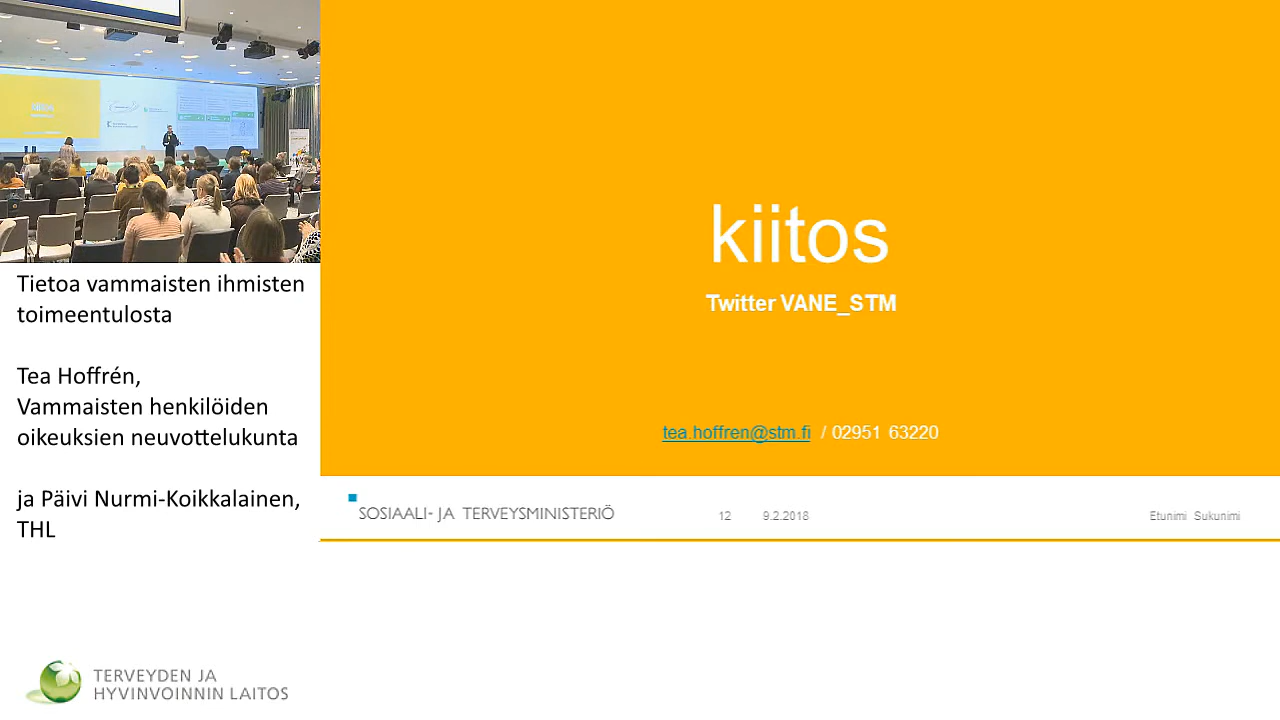 Tietoa vammaisten ihmisten
toimeentulosta
Tea Hoffrén,
Vammaisten henkilöiden
oikeuksien neuvottelukunta
ja Päivi Nurmi-Koikkalainen,
THL
TERVEYDEN JA
HYVINVOINNIN LAITOS
kiitos
Twitter VANE_STM
tea.hoffren@stm.fi / 02951 63220
SOSIAALI- JA TERVEYSMINISTERIÖ
12 9.2.2018 Etunimi Sukunimi